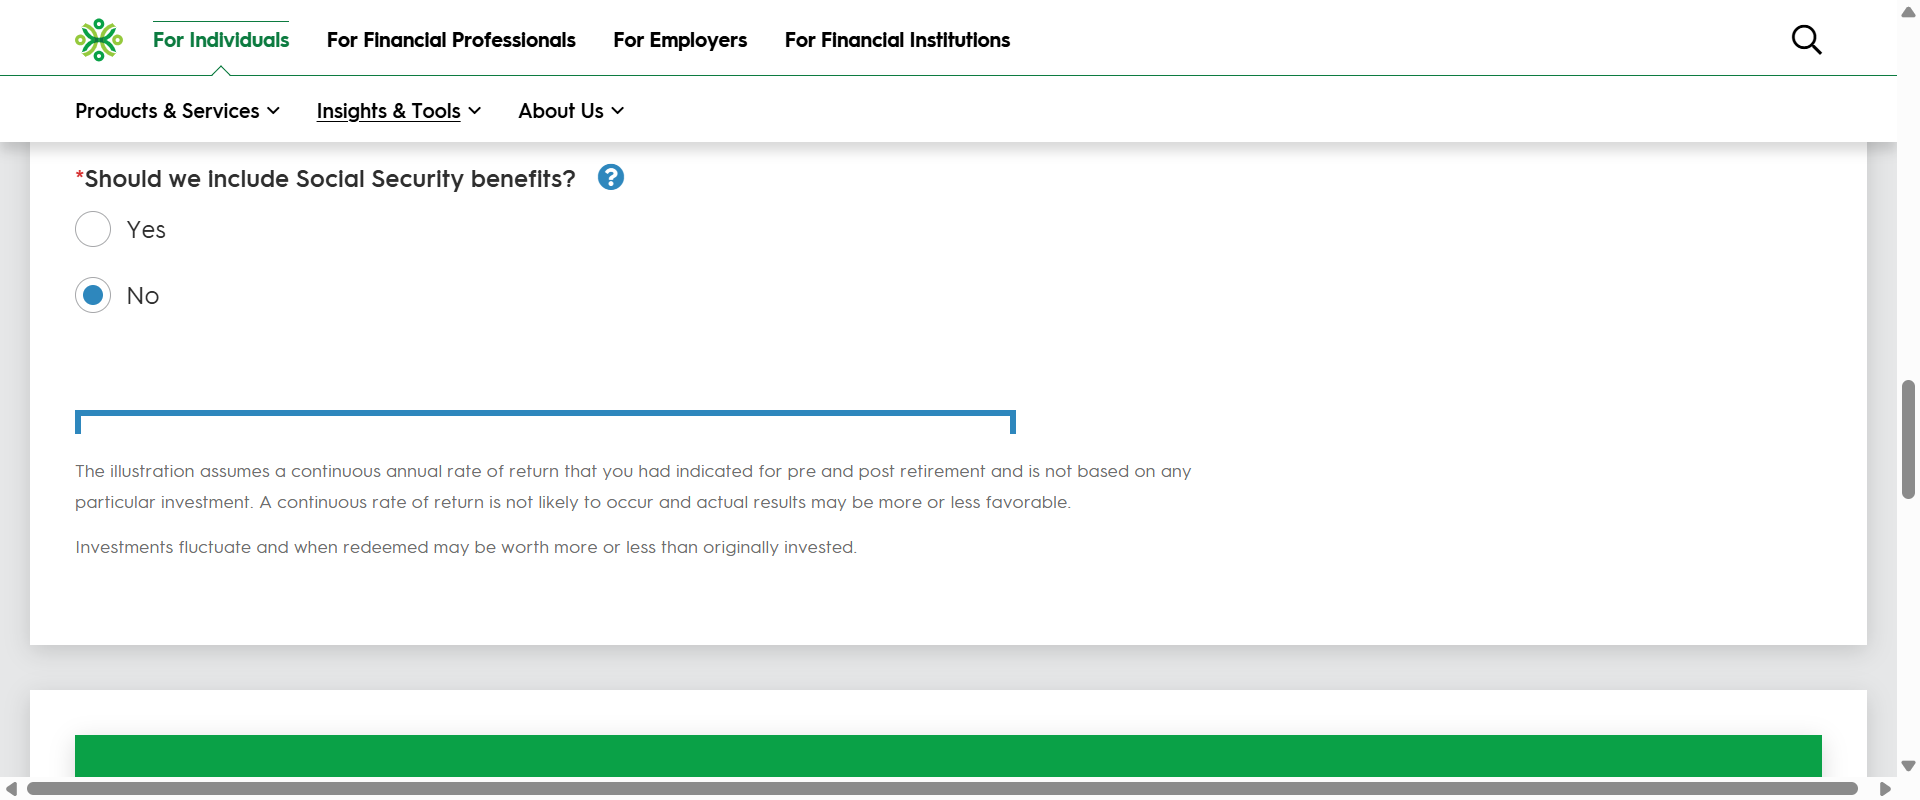 For Individuals
For Financial Professionals
For Employers
For Financial Institutions
Products & Services
Insights & Tools
About Us
*Should we include Social Security benefits? ?
Yes
No
The illustration assumes a continuous annual rate of return that you had indicated for pre and post retirement and is not based on any
particular investment. A continuous rate of return is not likely to occur and actual results may be more or less favorable.
Investments fluctuate and when redeemed may be worth more or less than originally invested.